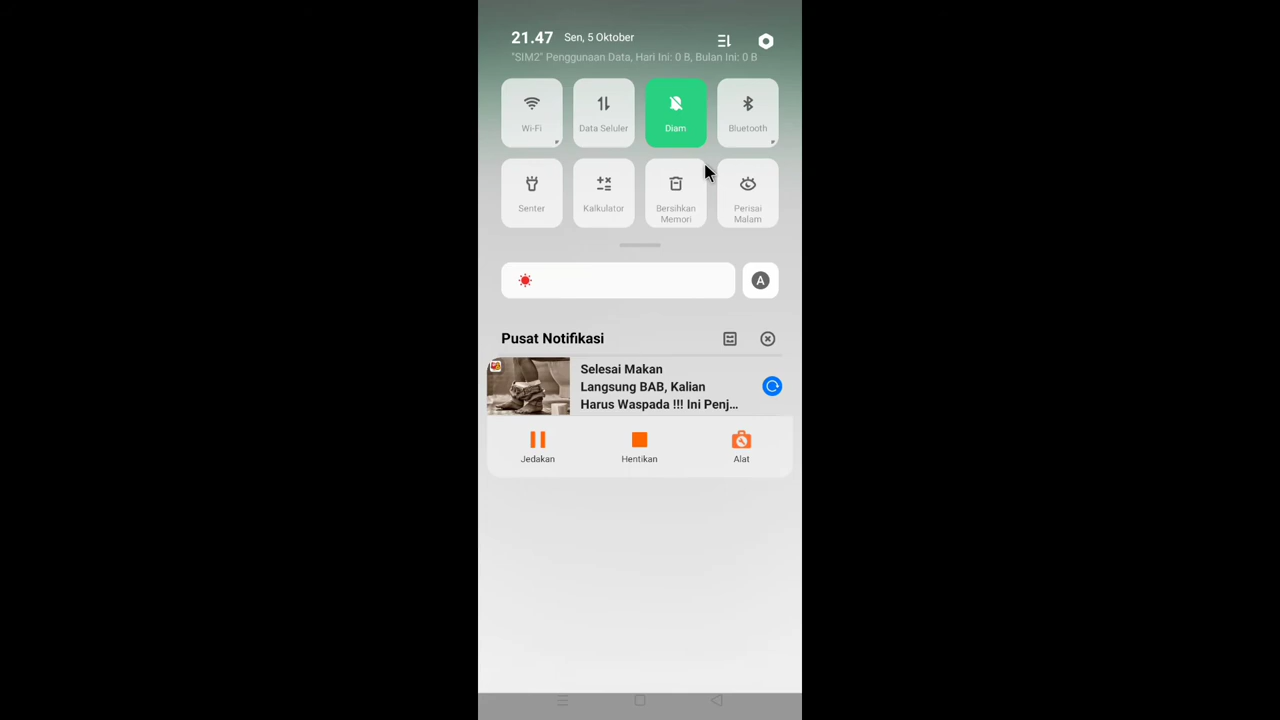 21.47 Sen, 5 Oktober
"SIM2" Penggunaan Data, Hari Ini: 0 B, Bulan Ini: 0 B
Wi-Fi
Data Seluler
Diam
Bluetooth
Senter
Kalkulator
Bersihkan
Memori
Perisai
Malam
A
Pusat Notifikasi
Selesai Makan
Langsung BAB, Kalian
Harus Waspada !!! Ini Penj...
Jedakan
Hentikan
Alat